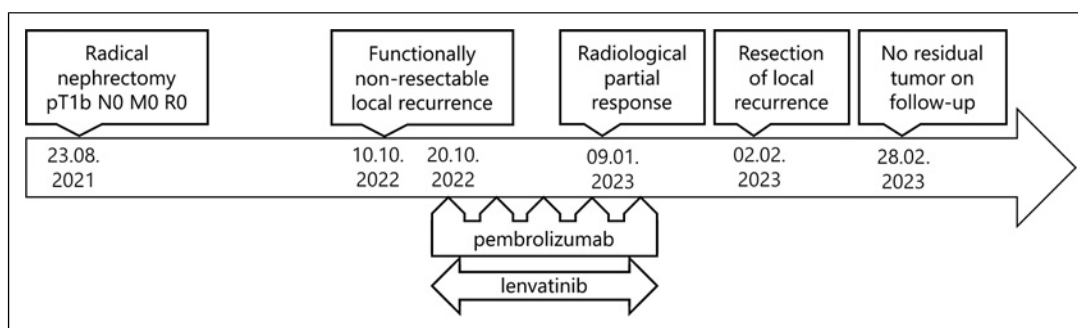 Radical
nephrectomy
pT1b N0 M0 R0
Functionally
non-resectable
local recurrence
Radiological
partial
response
Resection
of local
recurrence
No residual
tumor on
follow-up
23.08.
2021
10.10.
2022
20.10.
2022
09.01.
2023
02.02.
2023
28.02.
2023
pembrolizumab
lenvatinib